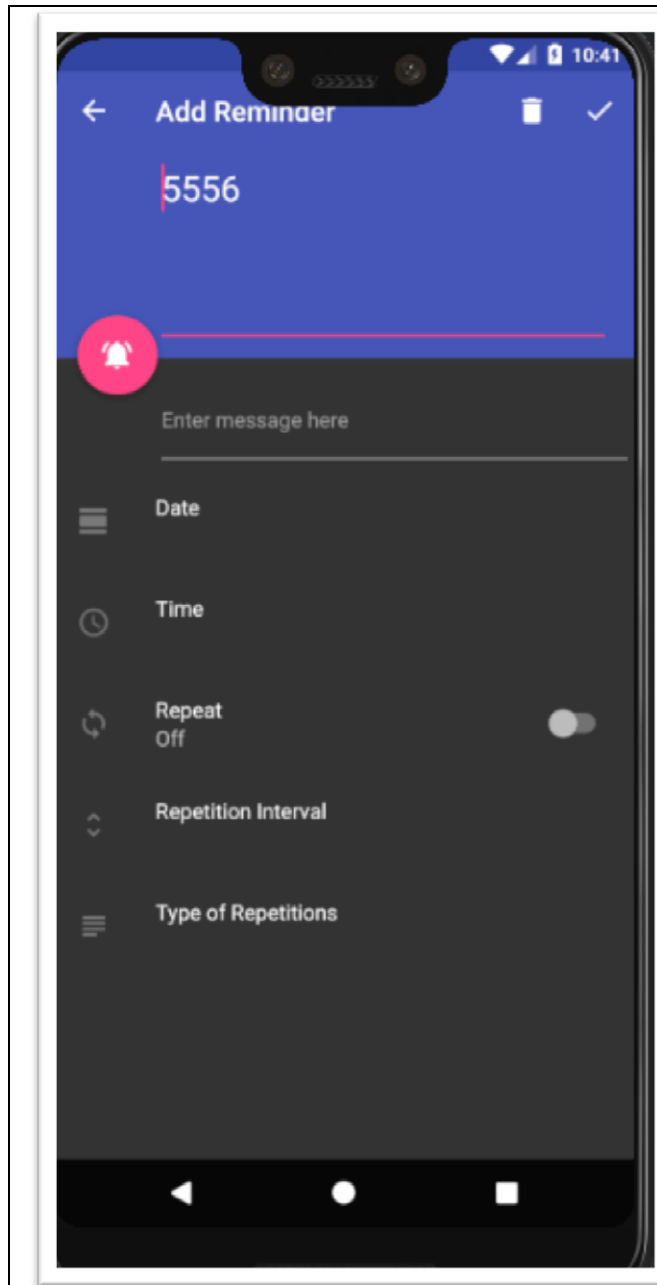 10:41
Add Reminder
5556
Enter message here
Date
Time
Repeat
Off
Repetition Interval
Type of Repetitions